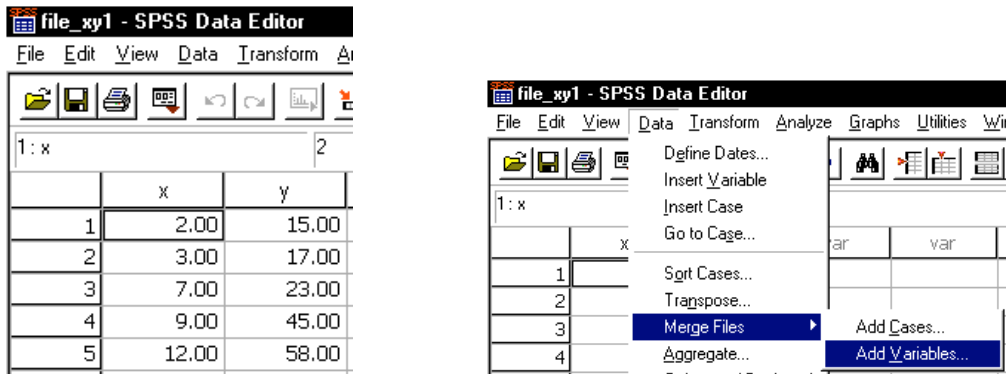 file_xy1 - SPSS Data Editor
File Edit View Data Transform
1 : x 2
x y
1 2.00 15.00
2 3.00 17.00
3 7.00 23.00
4 9.00 45.00
5 12.00 58.00
file_xy1 - SPSS Data Editor
File Edit View Data Transform Analyze Graphs Utilities
Define Dates...
Insert Variable
1 : x
Insert Case
Go to Case...
x var var
1
Sort Cases...
2
Transpose...
3
Merge Files
Add Cases...
4
Aggregate...
Add Variables...